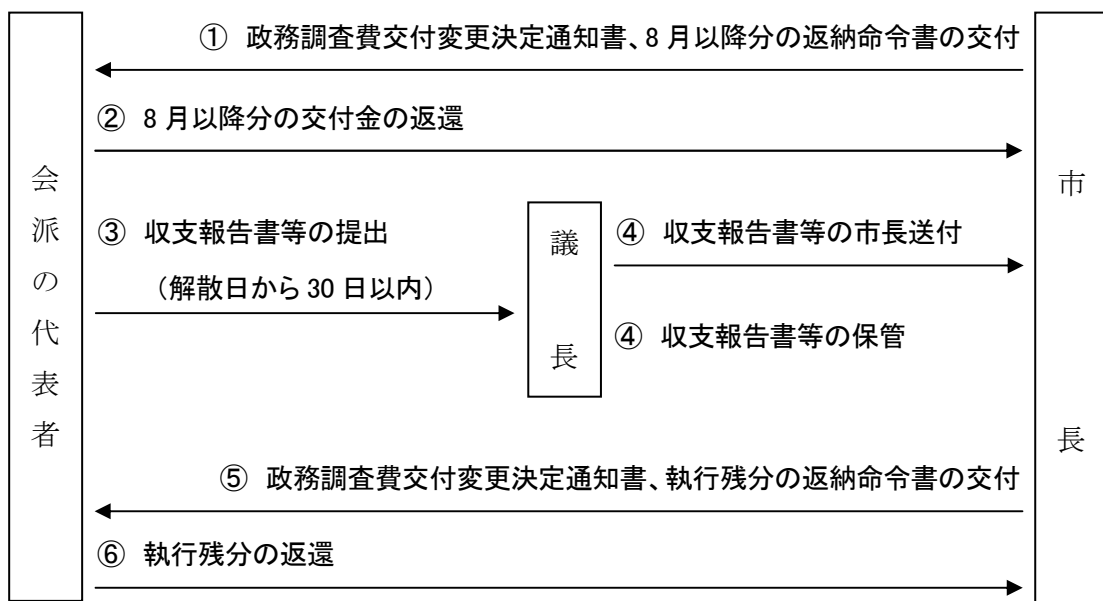 ① 政務調査費交付変更決定通知書、8月以降分の返納命令書の交付
② 8月以降分の交付金の返還
会派の代表者
市長
③ 収支報告書等の提出
（解散日から30日以内）
議長
④ 収支報告書等の市長送付
④ 収支報告書等の保管
⑤ 政務調査費交付変更決定通知書、執行残分の返納命令書の交付
⑥ 執行残分の返還